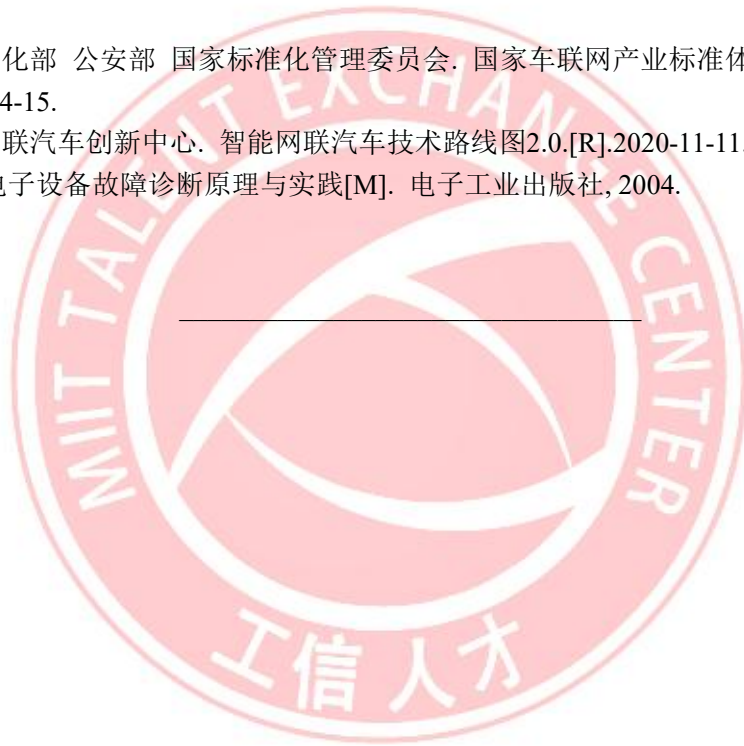 化部 公安部 国家标准化管理委员会. 国家车联网产业标准体
4-15.
联汽车创新中心. 智能网联汽车技术路线图2.0.[R].2020-11-11.
电子设备故障诊断原理与实践[M]. 电子工业出版社, 2004.
MIIT TALENT EXCHANGE CENTER
工信人才